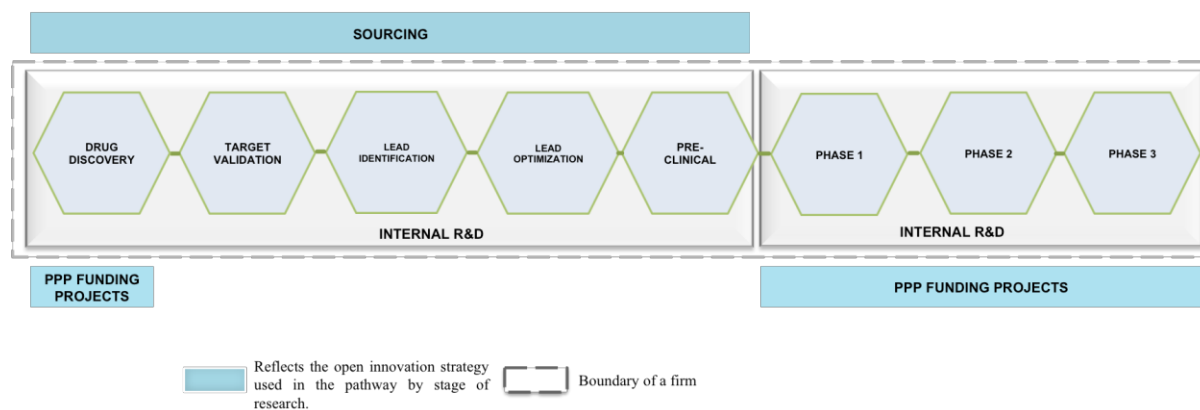 SOURCING
DRUG
DISCOVERY
TARGET
VALIDATION
LEAD
IDENTIFICATION
LEAD
OPTIMIZATION
PRE-
CLINICAL
PHASE 1
PHASE 2
PHASE 3
INTERNAL R&D
INTERNAL R&D
PPP FUNDING
PROJECTS
PPP FUNDING PROJECTS
Reflects the open innovation strategy
used in the pathway by stage of
research.
Boundary of a firm